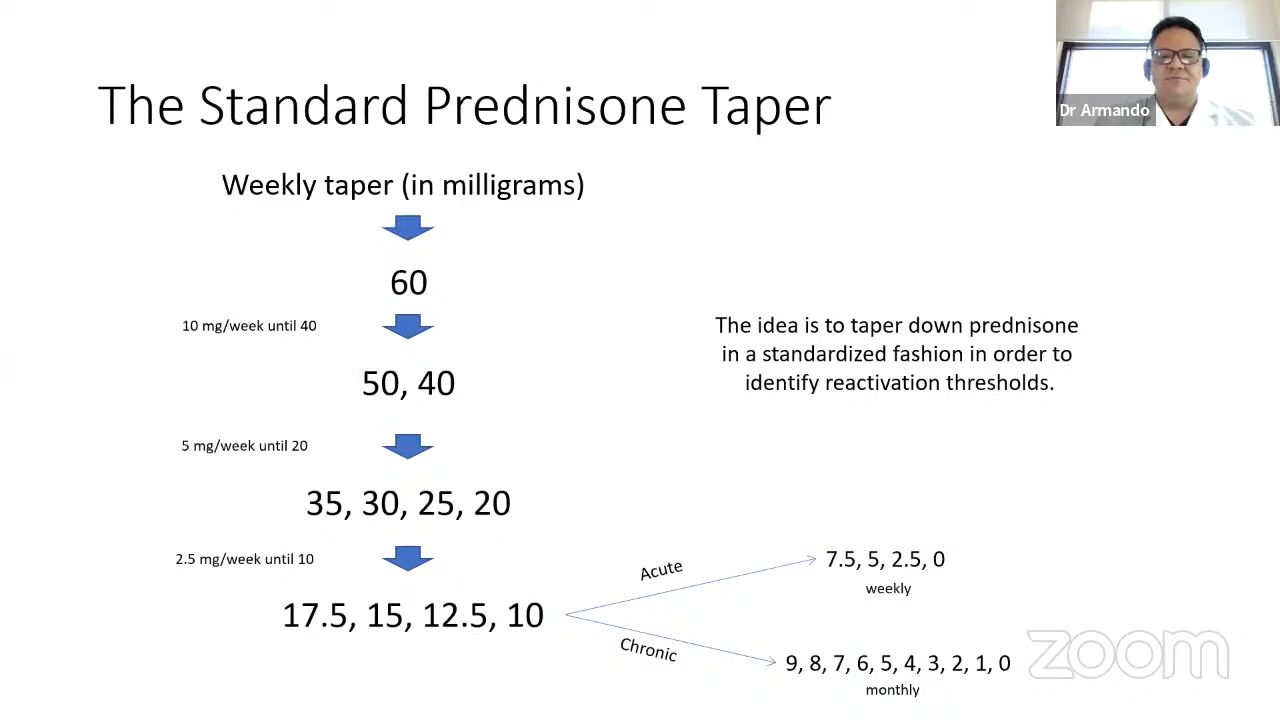 The Standard Prednisone Taper
Dr Armando
Weekly taper (in milligrams)
60
10 mg/week until 40
50, 40
5 mg/week until 20
35, 30, 25, 20
2.5 mg/week until 10
17.5, 15, 12.5, 10
The idea is to taper down prednisone
in a standardized fashion in order to
identify reactivation thresholds.
Acute
7.5, 5, 2.5, 0
weekly
Chronic
9, 8, 7, 6, 5, 4, 3, 2, 1, 0
monthly
zoom